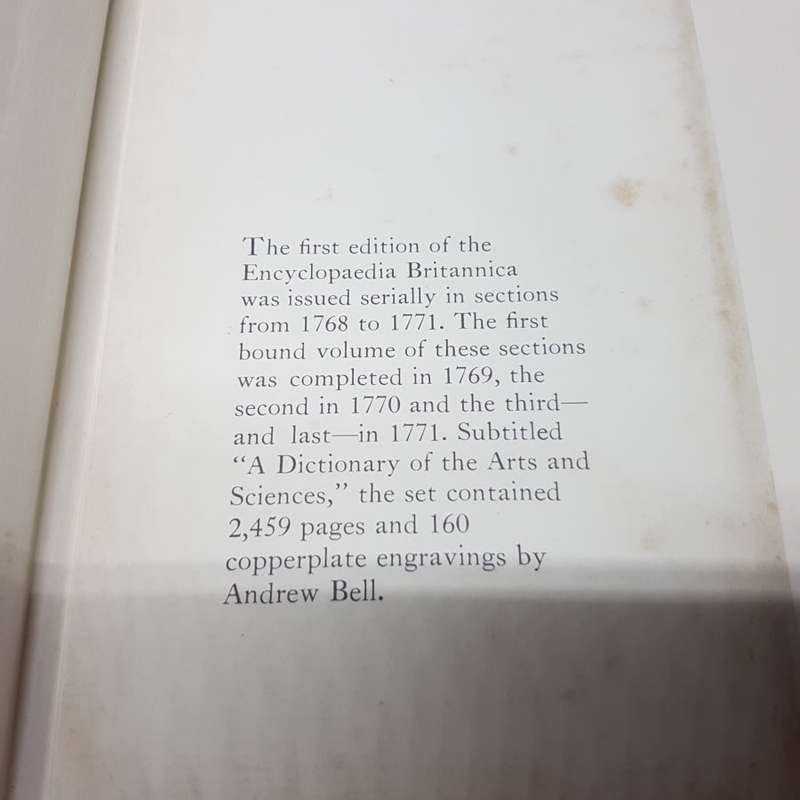 The first edition of the
Encyclopaedia Britannica
was issued serially in sections
from 1768 to 1771. The first
bound volume of these sections
was completed in 1769, the
second in 1770 and the third—
and last—in 1771. Subtitled
“A Dictionary of the Arts and
Sciences,” the set contained
2,459 pages and 160
copperplate engravings by
Andrew Bell.